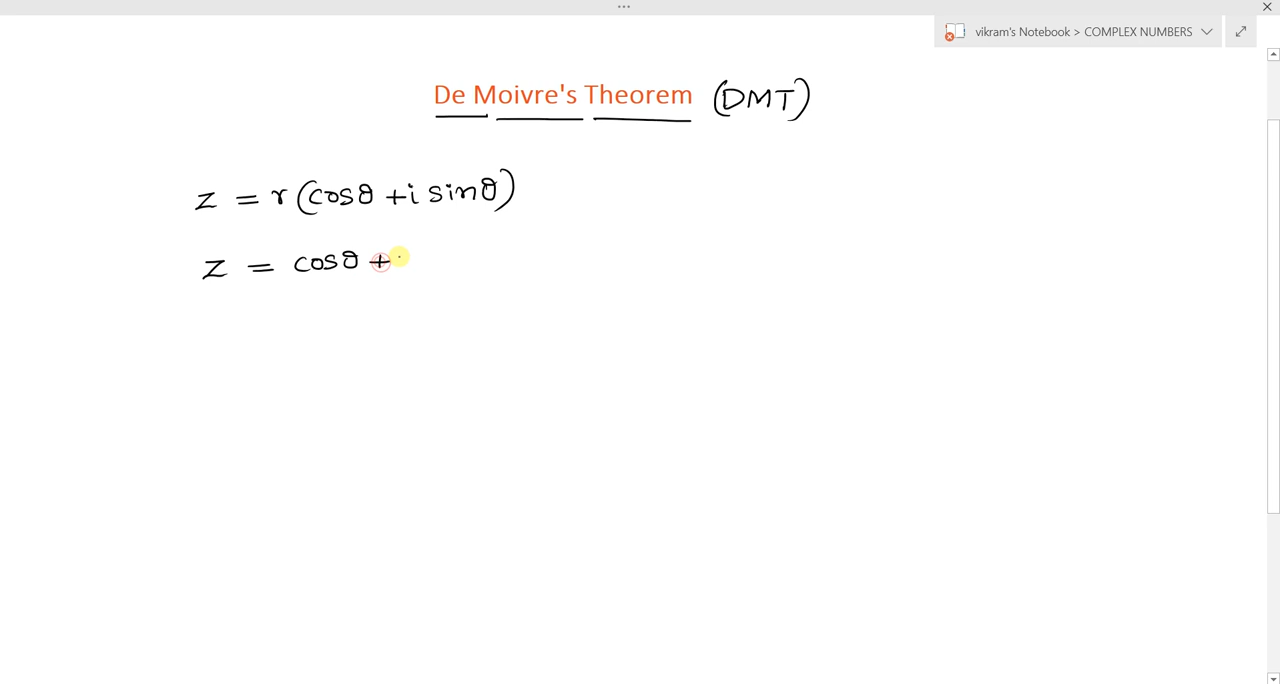 vikram's Notebook > COMPLEX NUMBERS
De Moivre's Theorem (DMT)
z = r(cosθ + i sinθ)
z = cosθ +